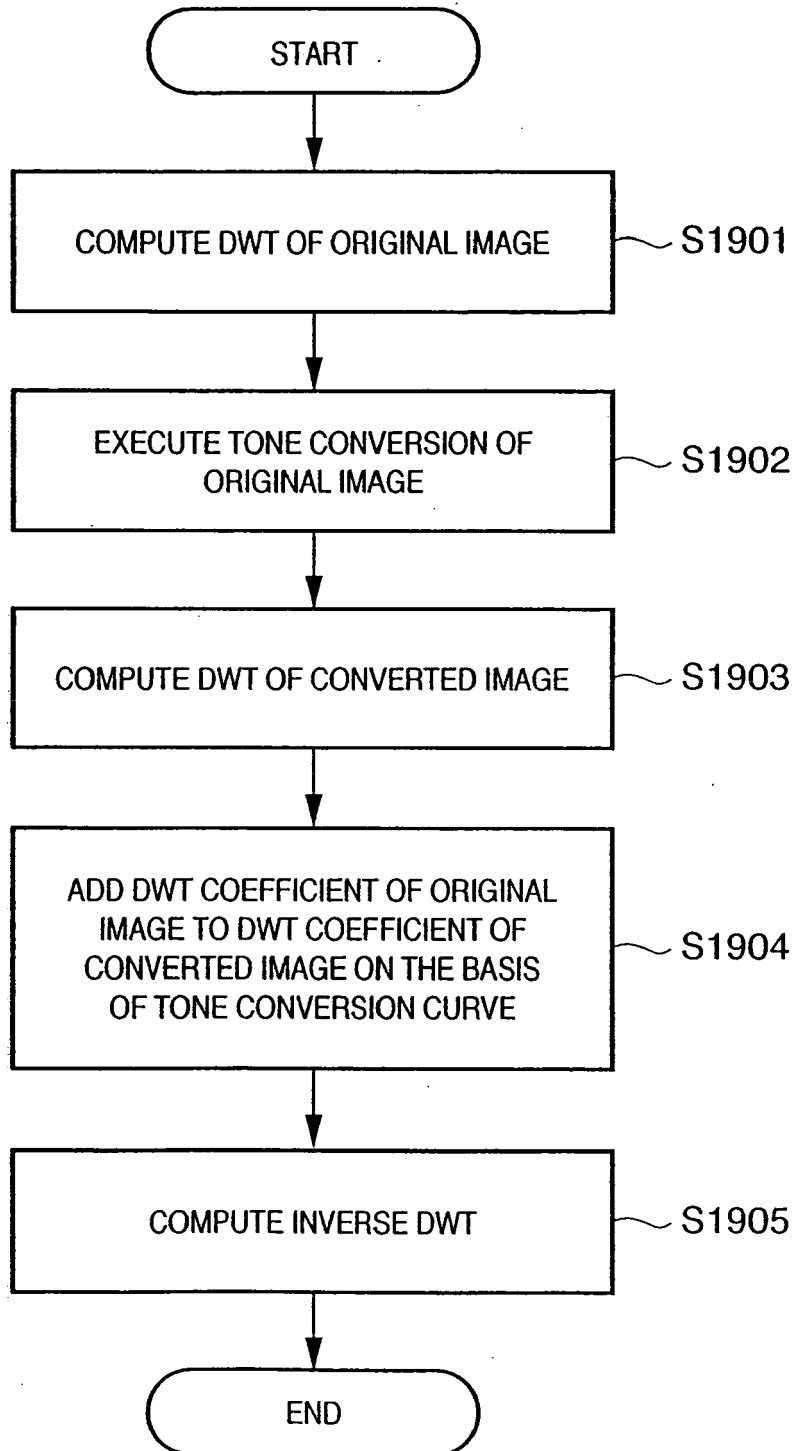 START
COMPUTE DWT OF ORIGINAL IMAGE
S1901
EXECUTE TONE CONVERSION OF
ORIGINAL IMAGE
S1902
COMPUTE DWT OF CONVERTED IMAGE
S1903
ADD DWT COEFFICIENT OF ORIGINAL
IMAGE TO DWT COEFFICIENT OF
CONVERTED IMAGE ON THE BASIS
OF TONE CONVERSION CURVE
S1904
COMPUTE INVERSE DWT
S1905
END